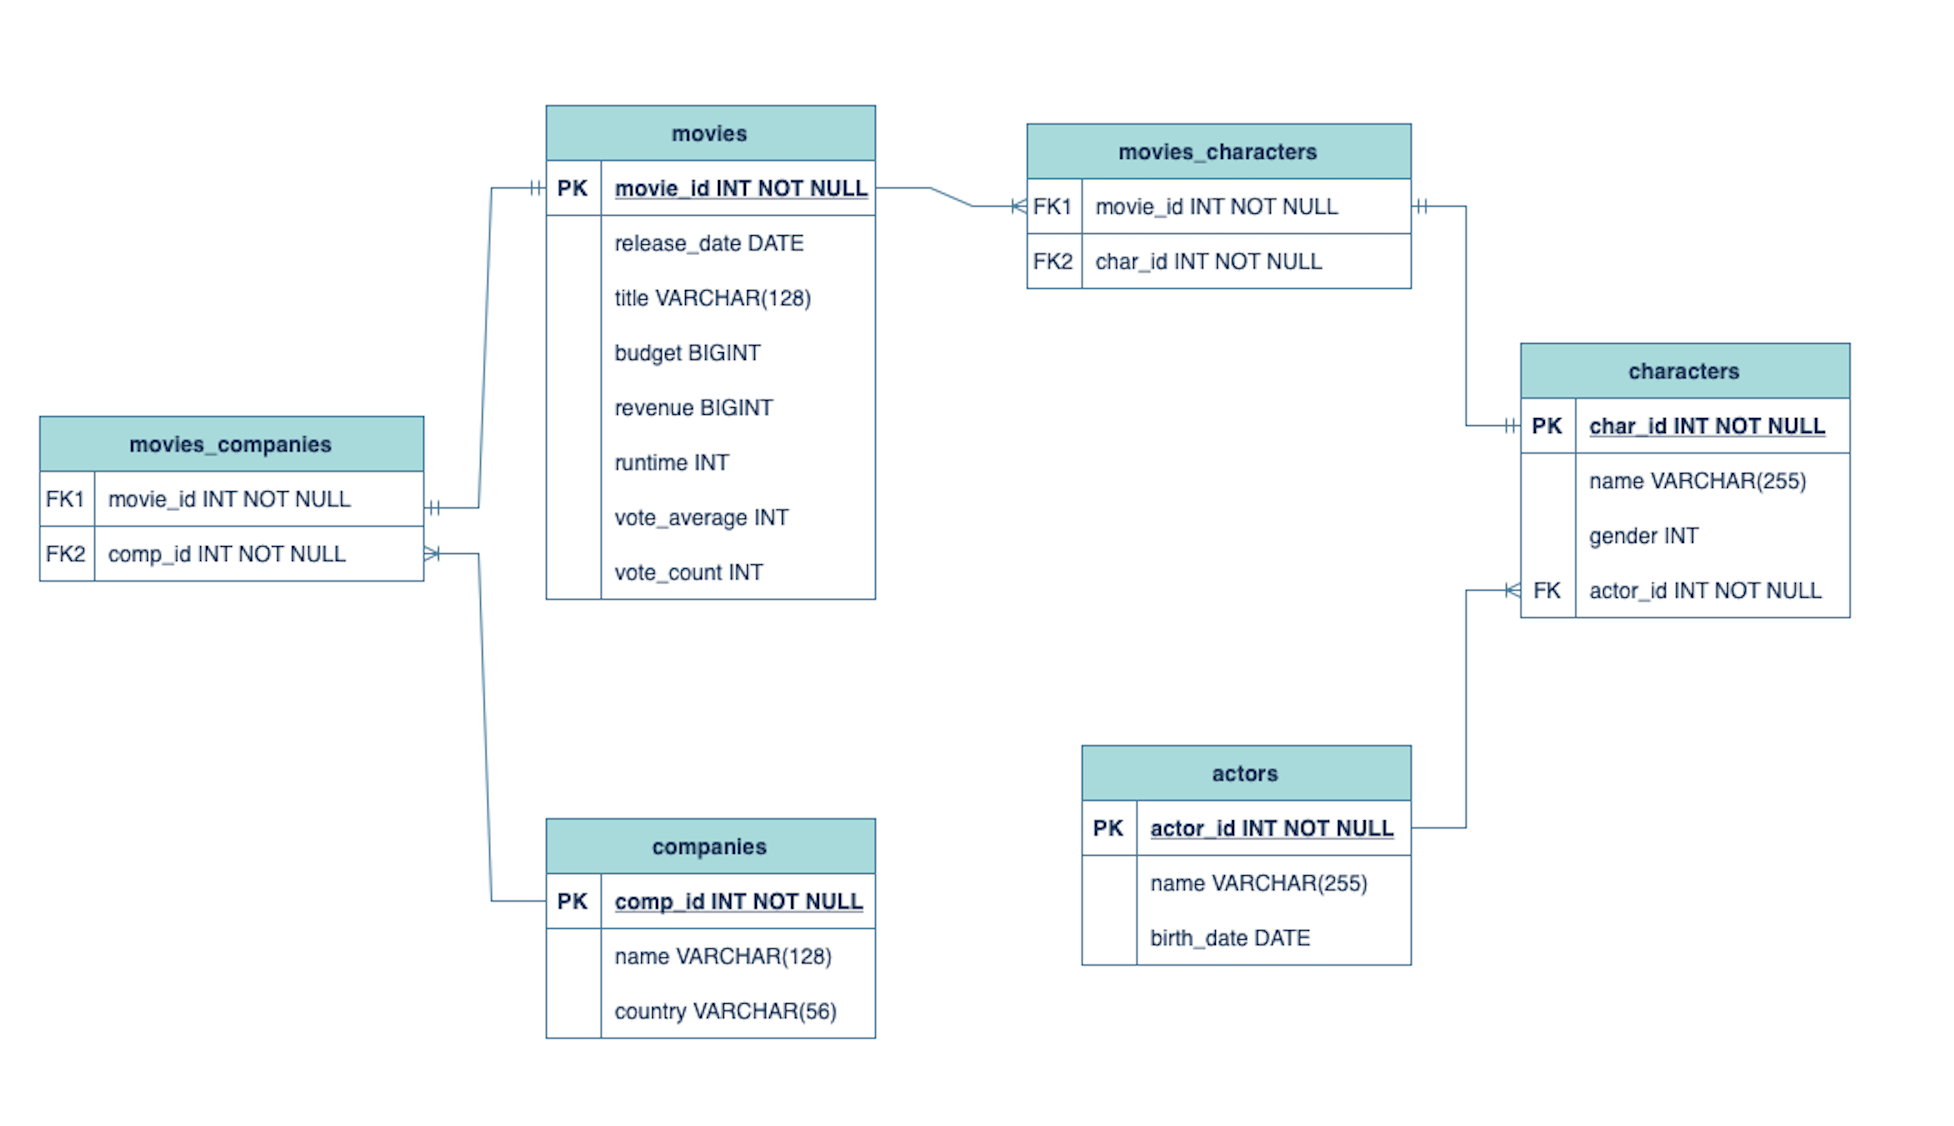 movies
PK movie_id INT NOT NULL
release_date DATE
title VARCHAR(128)
budget BIGINT
revenue BIGINT
runtime INT
vote_average INT
vote_count INT
movies_characters
FK1 movie_id INT NOT NULL
FK2 char_id INT NOT NULL
characters
PK char_id INT NOT NULL
name VARCHAR(255)
gender INT
FK actor_id INT NOT NULL
movies_companies
FK1 movie_id INT NOT NULL
FK2 comp_id INT NOT NULL
companies
PK comp_id INT NOT NULL
name VARCHAR(128)
country VARCHAR(56)
actors
PK actor_id INT NOT NULL
name VARCHAR(255)
birth_date DATE